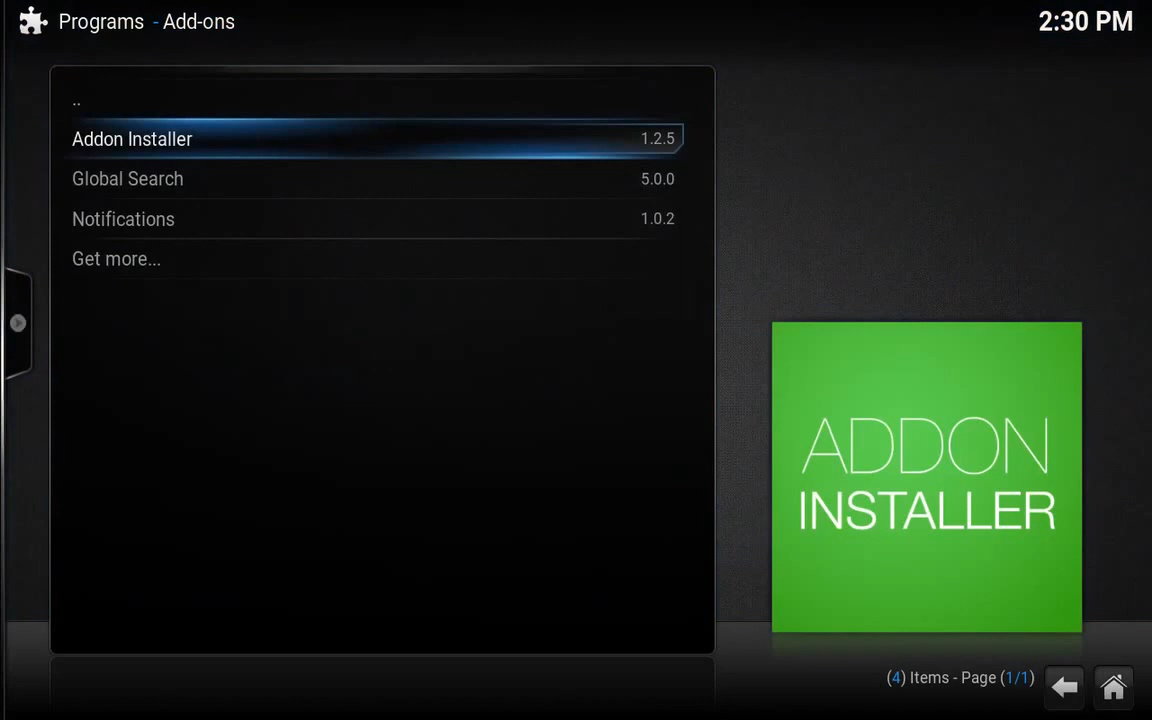 Programs - Add-ons
2:30 PM
..
Addon Installer 1.2.5
Global Search 5.0.0
Notifications 1.0.2
Get more...
ADDON
INSTALLER
(4) Items - Page (1/1)